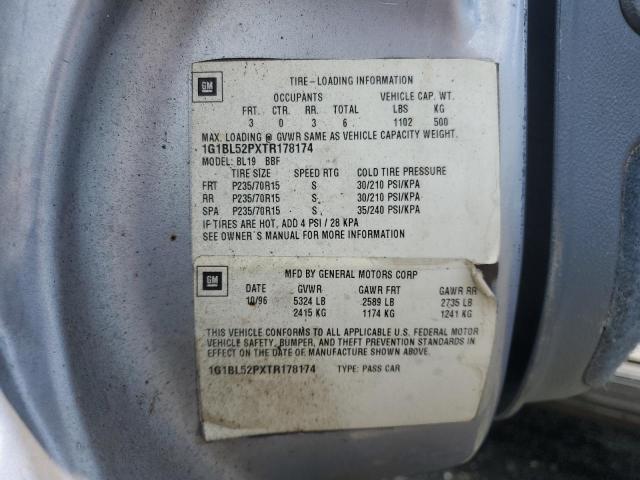 GM
TIRE-LOADING INFORMATION
OCCUPANTS VEHICLE CAP. WT.
FRT. CTR. RR. TOTAL LBS KG
3 0 3 6 1102 500
MAX. LOADING @ GVWR SAME AS VEHICLE CAPACITY WEIGHT.
1G1BL52PXTR178174
MODEL: BL19 BBF
TIRE SIZE SPEED RTG COLD TIRE PRESSURE
FRT P235/70R15 S 30/210 PSI/KPA
RR P235/70R15 S 30/210 PSI/KPA
SPA P235/70R15 S 35/240 PSI/KPA
IF TIRES ARE HOT, ADD 4 PSI / 28 KPA
SEE OWNER'S MANUAL FOR MORE INFORMATION
GM
MFD BY GENERAL MOTORS CORP
DATE GVWR GAWR FRT GAWR RR
10/96 5324 LB 2589 LB 2735 LB
2415 KG 1174 KG 1241 KG
THIS VEHICLE CONFORMS TO ALL APPLICABLE U.S. FEDERAL MOTOR
VEHICLE SAFETY, BUMPER, AND THEFT PREVENTION STANDARDS IN
EFFECT ON THE DATE OF MANUFACTURE SHOWN ABOVE.
1G1BL52PXTR178174 TYPE: PASS CAR